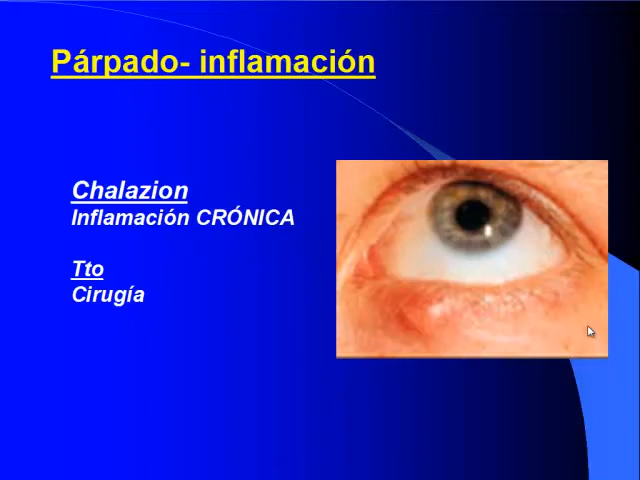 Párpado- inflamación
Chalazion
Inflamación CRÓNICA
Tto
Cirugía